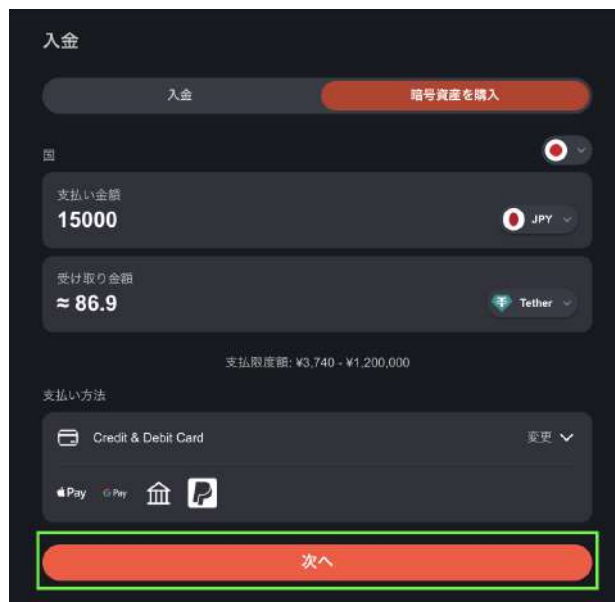 入金
入金 暗号資産を購入
国
支払い金額
15000 JPY
受け取り金額
≈ 86.9 Tether
支払限度額: ¥3,740 - ¥1,200,000
支払い方法
Credit & Debit Card 変更
Pay G Pay
次へ